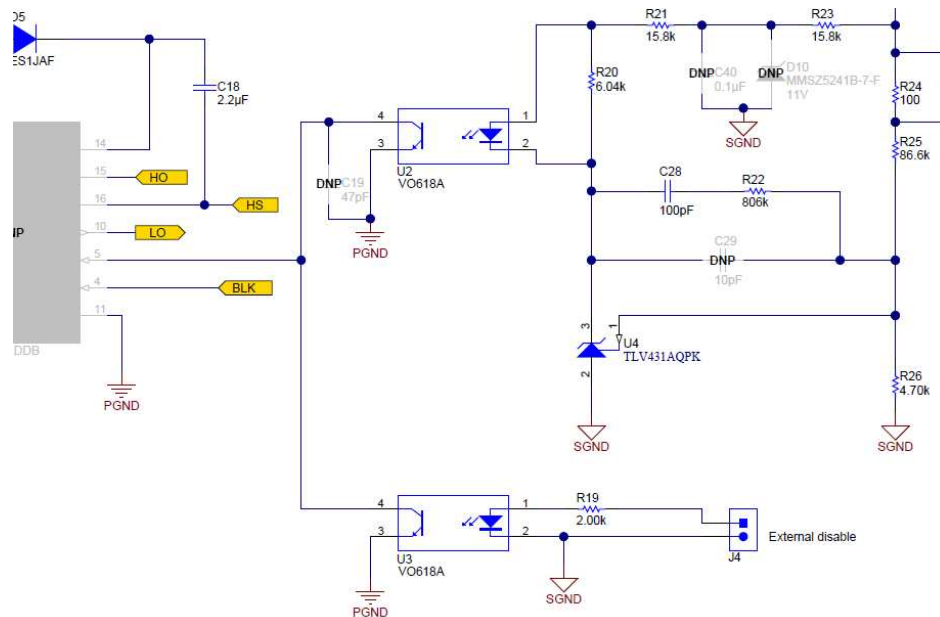 D5
ES1JAF
C18
2.2µF
14
15
HO
16
HS
10
LO
5
4
BLK
11
NP
DDB
PGND
DNP
C19
47pF
PGND
4
3
1
2
U2
VO618A
R20
6.04k
R21
15.8k
DNP
C40
0.1µF
DNP
D10
MMSZ5241B-7-F
11V
SGND
R23
15.8k
R24
100
R25
86.6k
C28
100pF
R22
806k
C29
DNP
10pF
3
1
2
U4
TLV431AQPK
SGND
R26
4.70k
SGND
4
3
1
2
U3
VO618A
PGND
R19
2.00k
SGND
J4
External disable